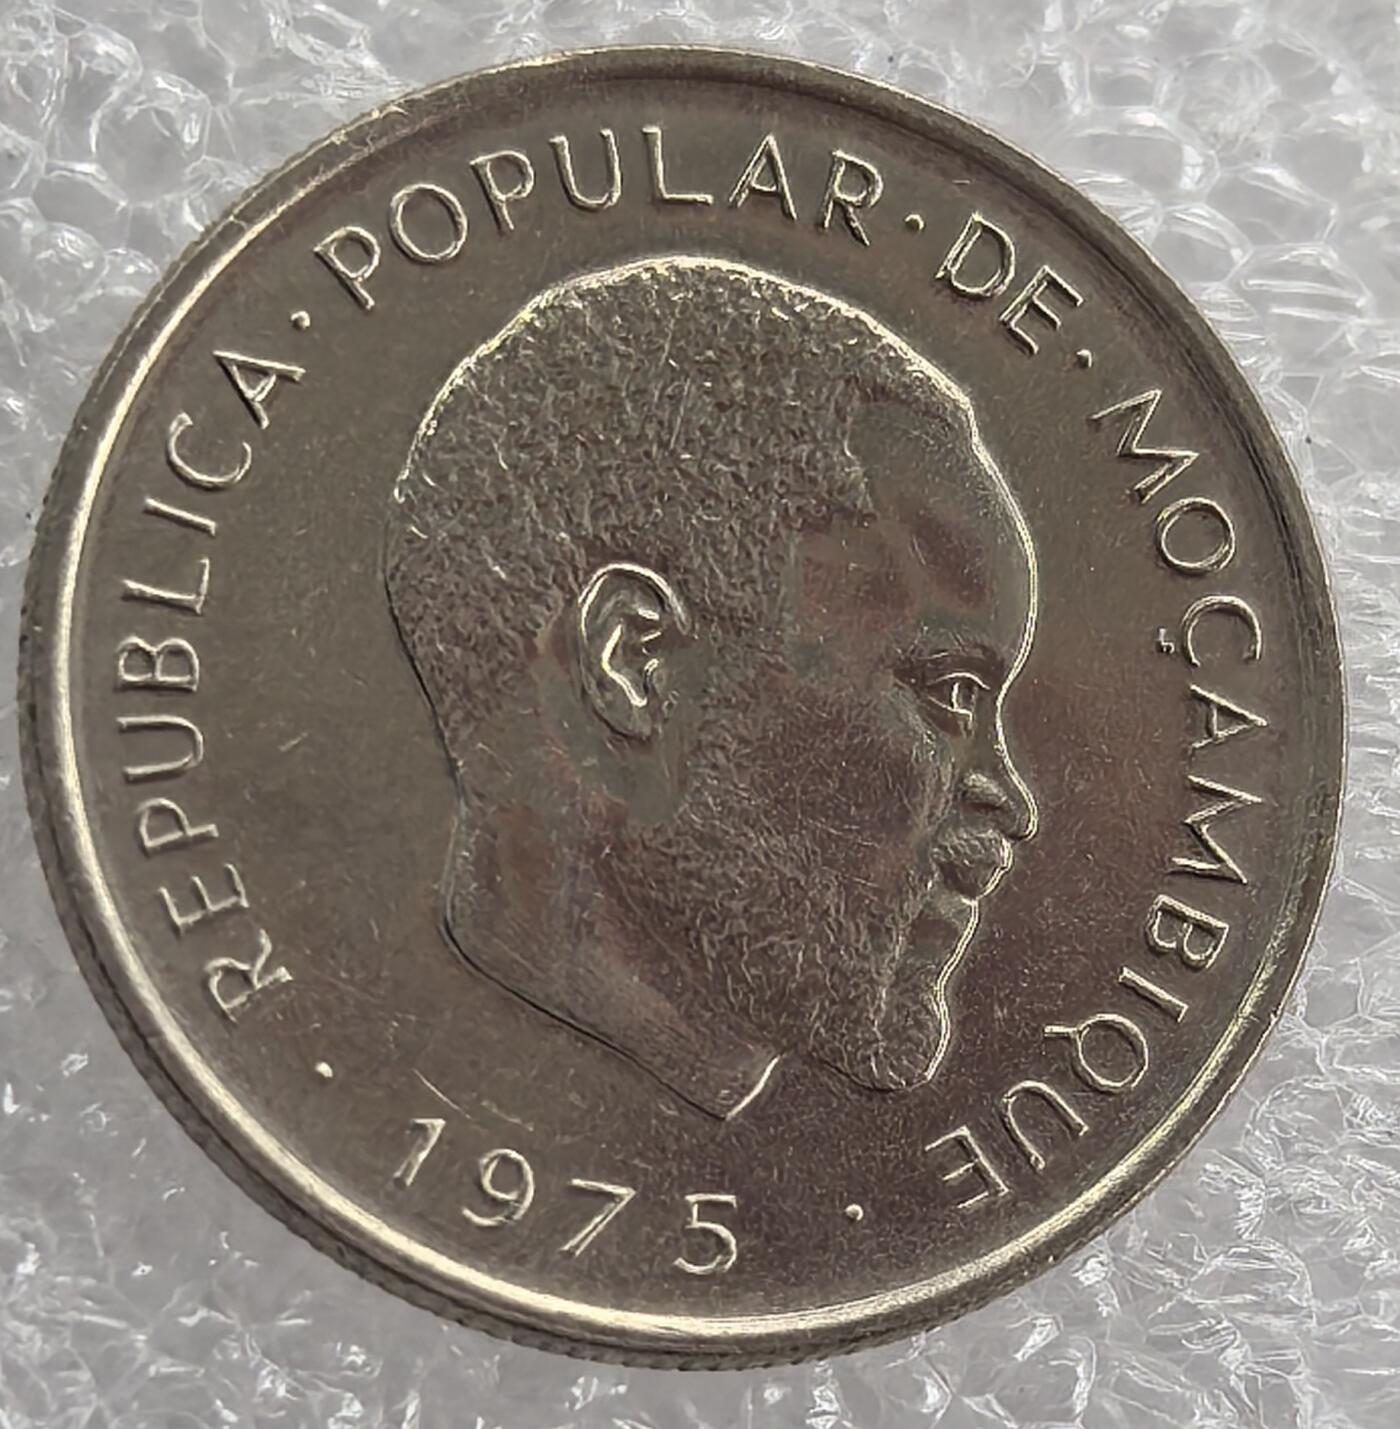 REPUBLICA · POPULAR · DE · MOÇAMBIQUE
· 1975 ·